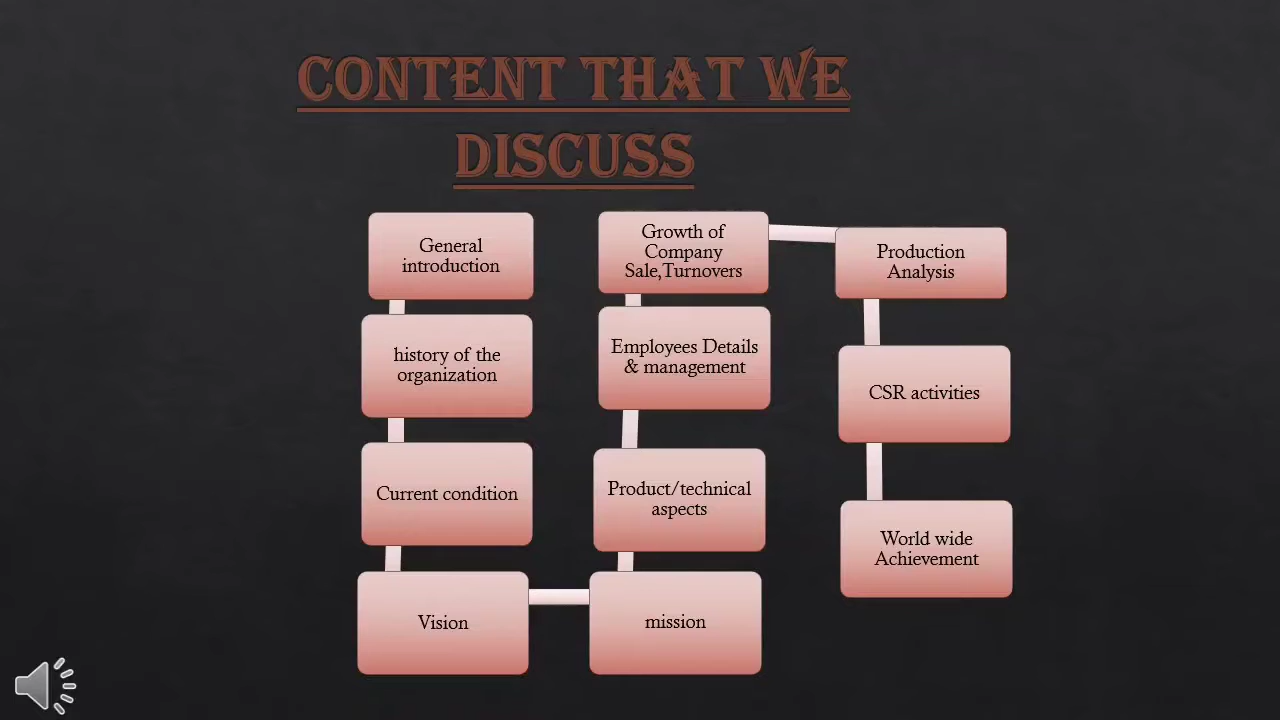 CONTENT THAT WE
DISCUSS
General
introduction
history of the
organization
Current condition
Vision
mission
Product/technical
aspects
Employees Details
& management
Growth of
Company
Sale,Turnovers
Production
Analysis
CSR activities
World wide
Achievement